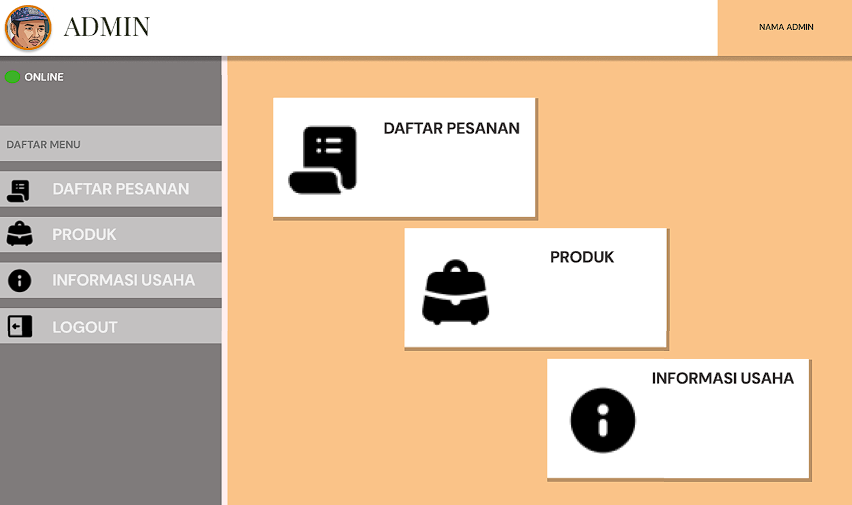 ADMIN
NAMA ADMIN
ONLINE
DAFTAR MENU
DAFTAR PESANAN
PRODUK
INFORMASI USAHA
LOGOUT
DAFTAR PESANAN
PRODUK
INFORMASI USAHA